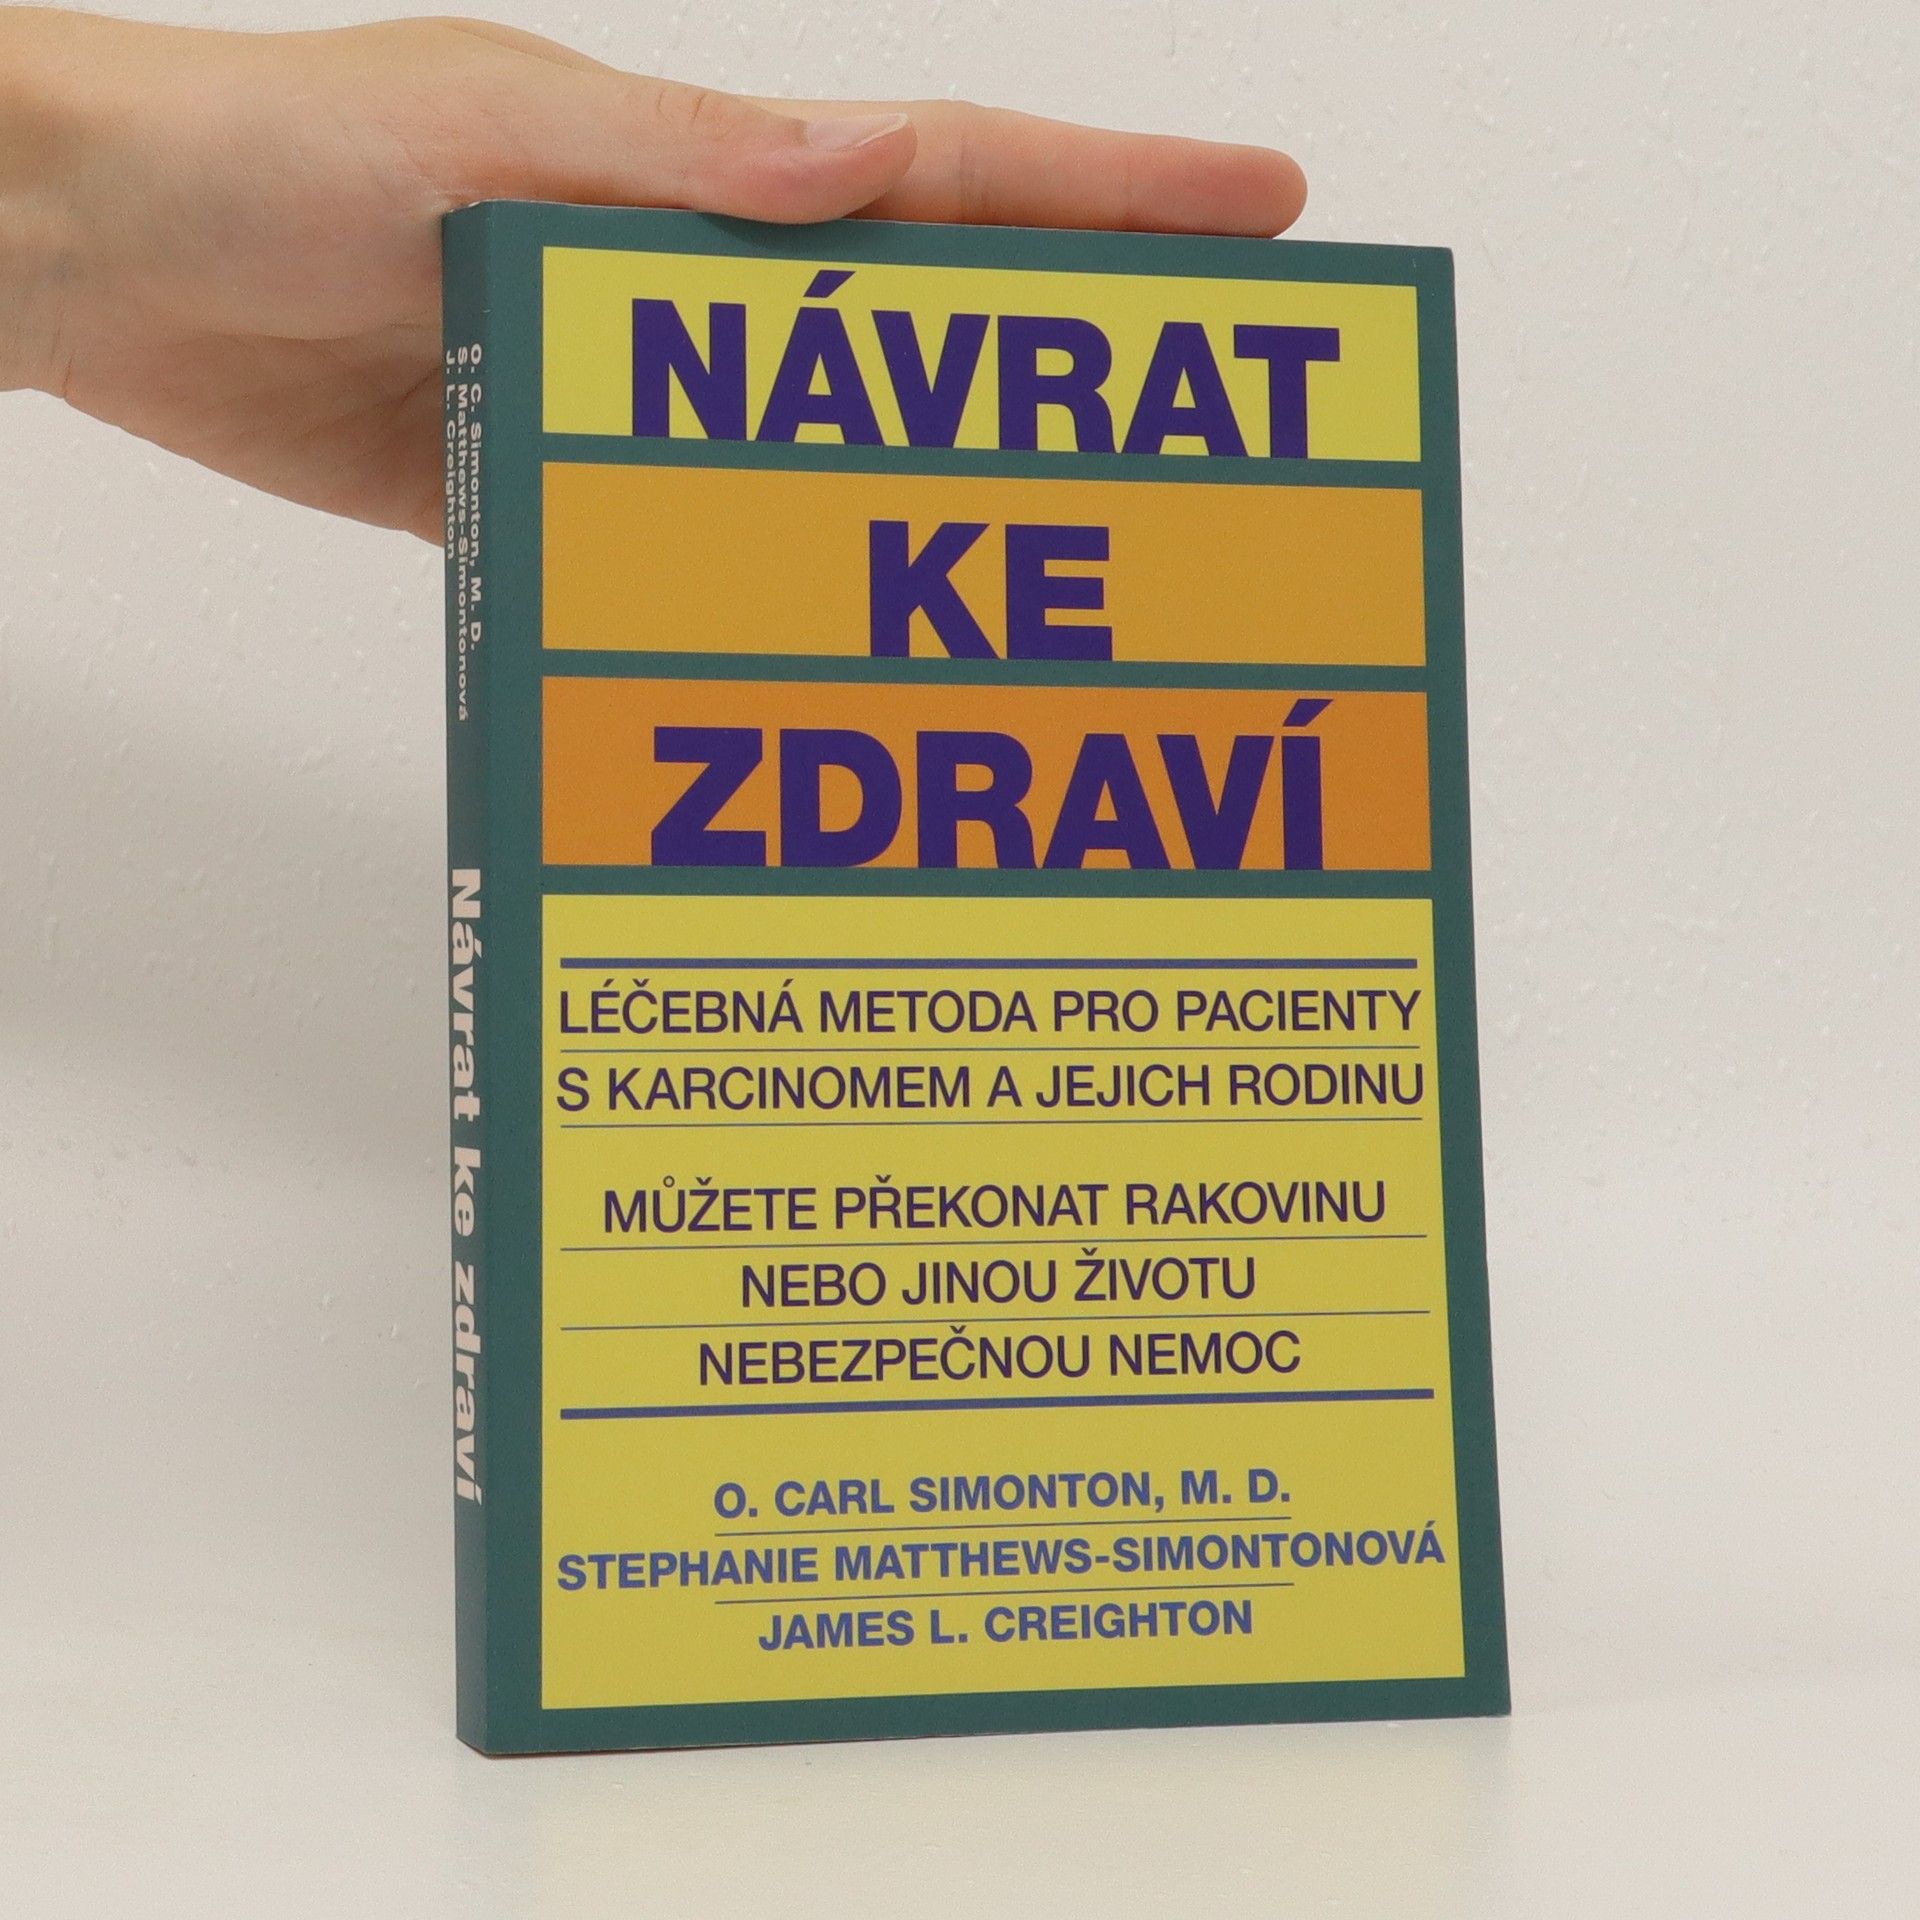 O. C. Simonton, M. D.
S. Matthews-Simontonová
J. L. Creighton
Návrat ke zdraví
NÁVRAT
KE
ZDRAVÍ
LÉČEBNÁ METODA PRO PACIENTY
S KARCINOMEM A JEJICH RODINU
MŮŽETE PŘEKONAT RAKOVINU
NEBO JINOU ŽIVOTU
NEBEZPEČNOU NEMOC
O. CARL SIMONTON, M. D.
STEPHANIE MATTHEWS-SIMONTONOVÁ
JAMES L. CREIGHTON